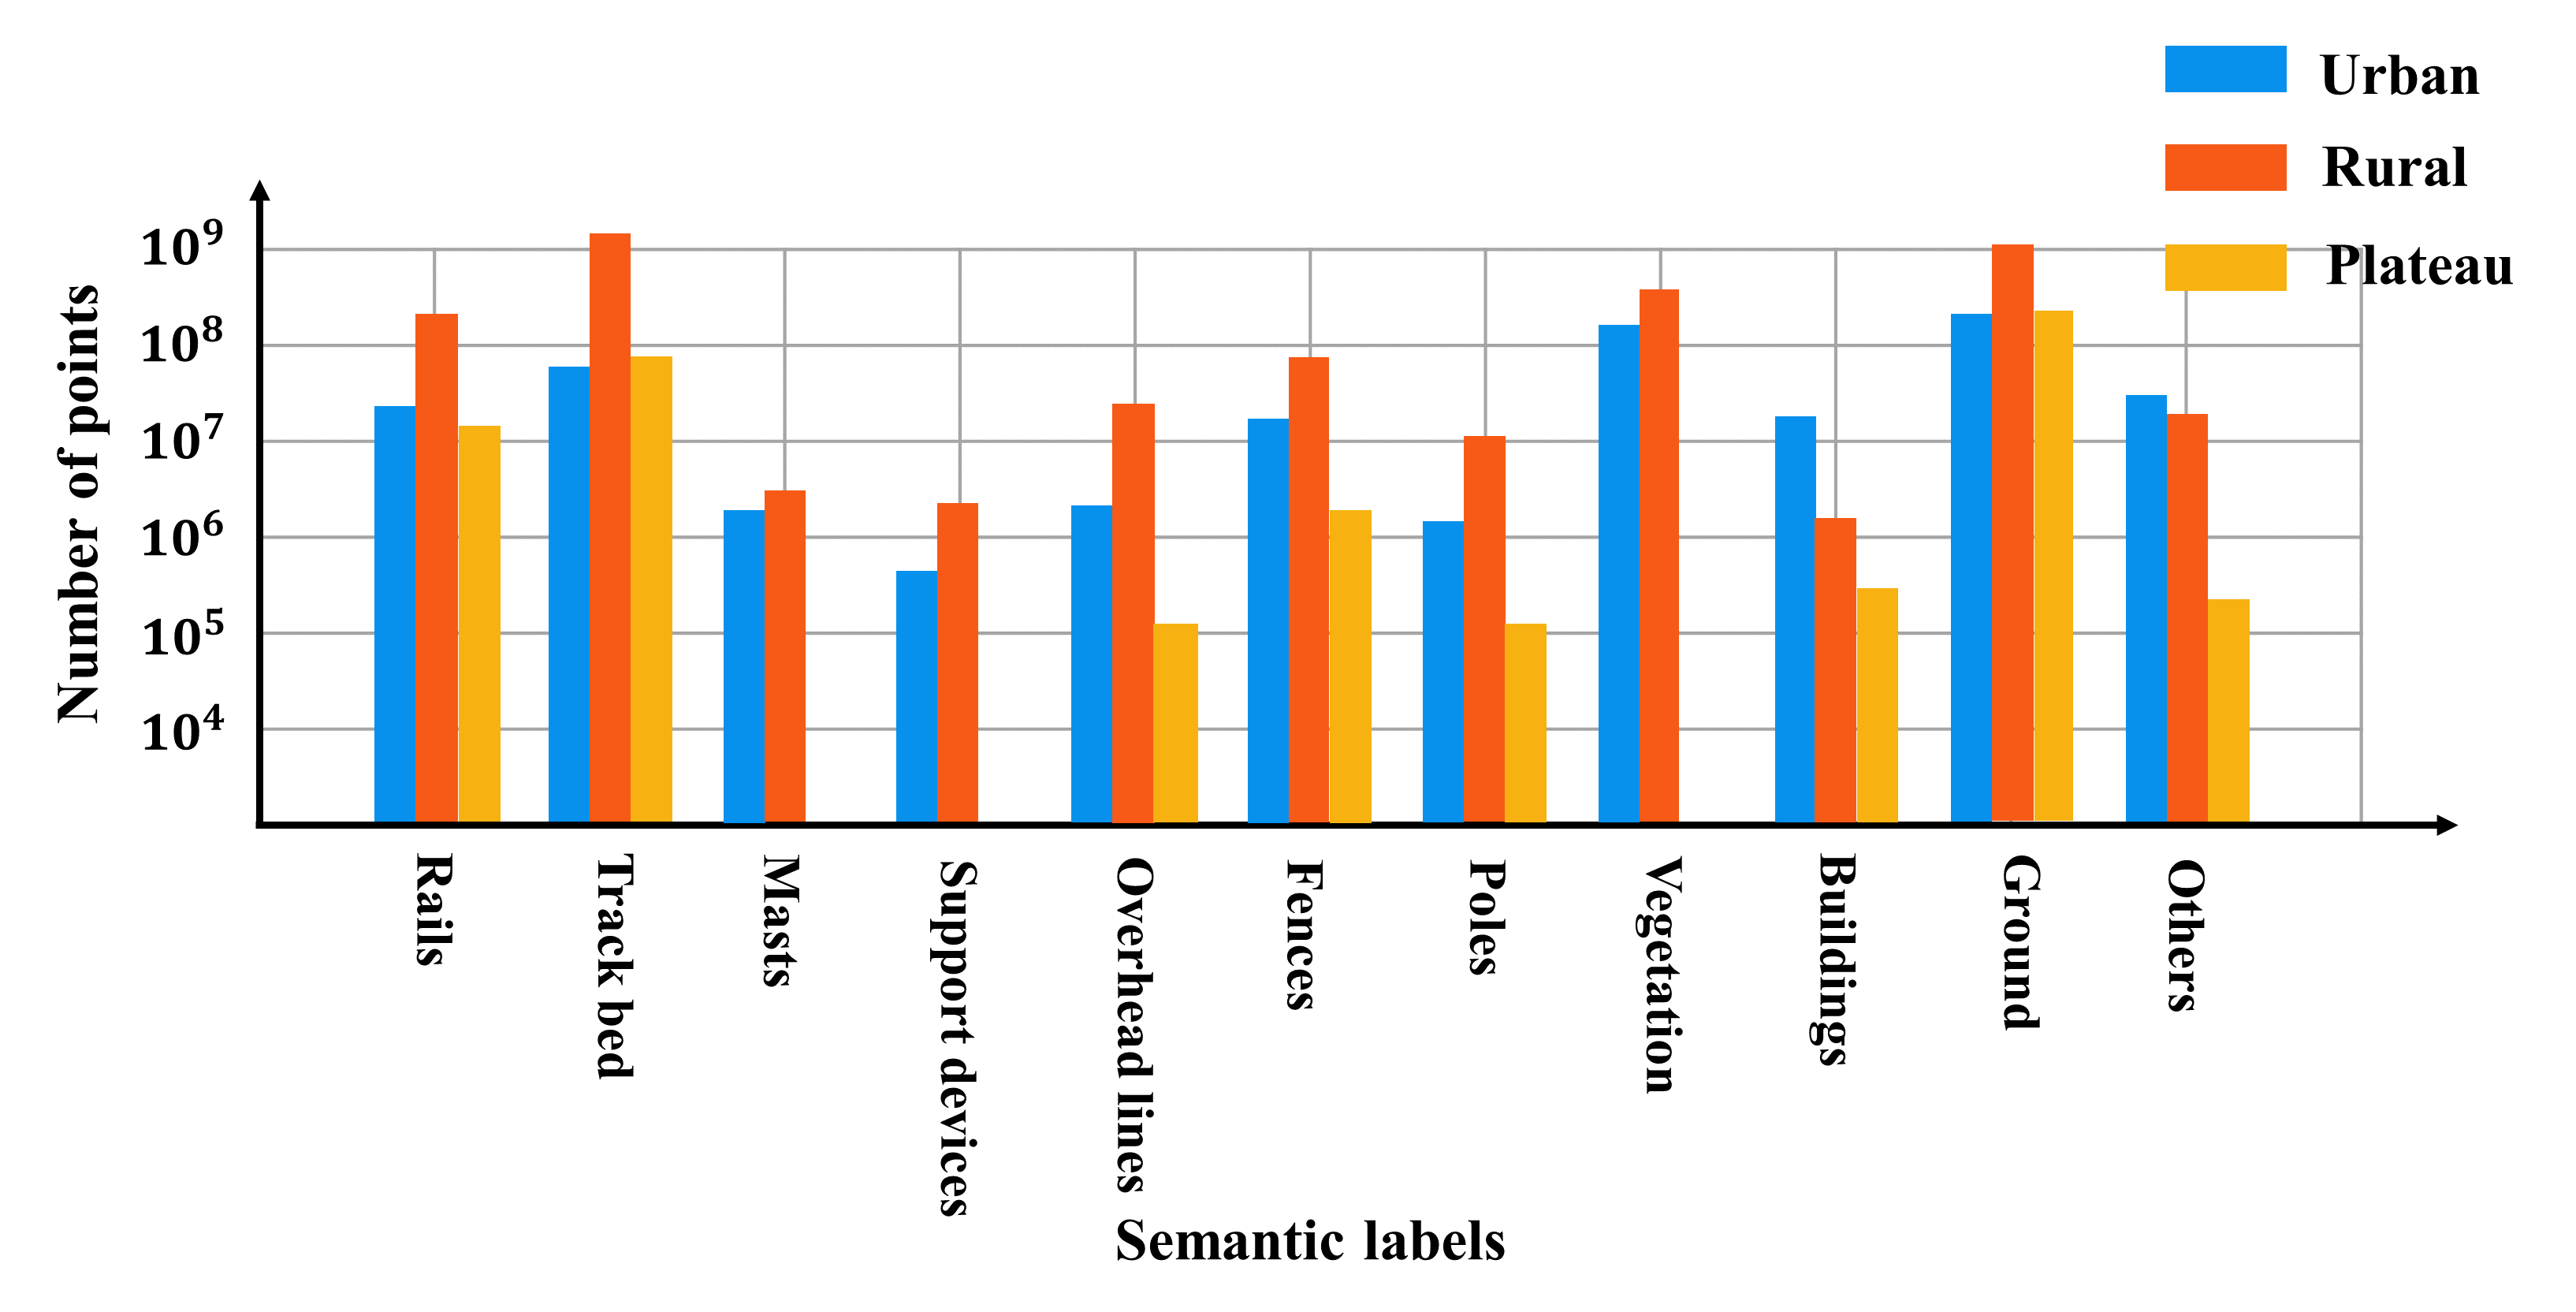 Urban
Rural
Plateau
Number of points
10⁹
10⁸
10⁷
10⁶
10⁵
10⁴
Rails
Track bed
Masts
Support devices
Overhead lines
Fences
Poles
Vegetation
Buildings
Ground
Others
Semantic labels